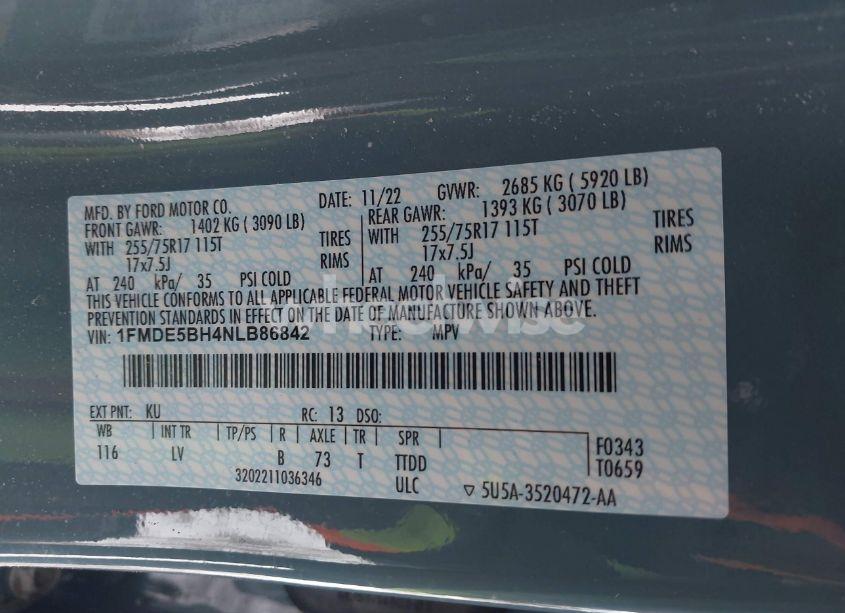 MFD. BY FORD MOTOR CO. DATE: 11/22 GVWR: 2685 KG ( 5920 LB)
FRONT GAWR: 1402 KG ( 3090 LB) REAR GAWR: 1393 KG ( 3070 LB)
WITH 255/75R17 115T TIRES WITH 255/75R17 115T TIRES
17x7.5J RIMS 17x7.5J RIMS
AT 240 kPa/ 35 PSI COLD AT 240 kPa/ 35 PSI COLD
THIS VEHICLE CONFORMS TO ALL APPLICABLE FEDERAL MOTOR VEHICLE SAFETY AND THEFT
PREVENTION STANDARDS IN EFFECT ON THE DATE OF MANUFACTURE SHOWN ABOVE.
VIN: 1FMDE5BH4NLB86842 TYPE: MPV
EXT PNT: KU RC: 13 DSO:
WB INT TR TP/PS R AXLE TR SPR F0343
116 LV B 73 T TTDD T0659
3202211036346 ULC ▽ 5U5A-3520472-AA